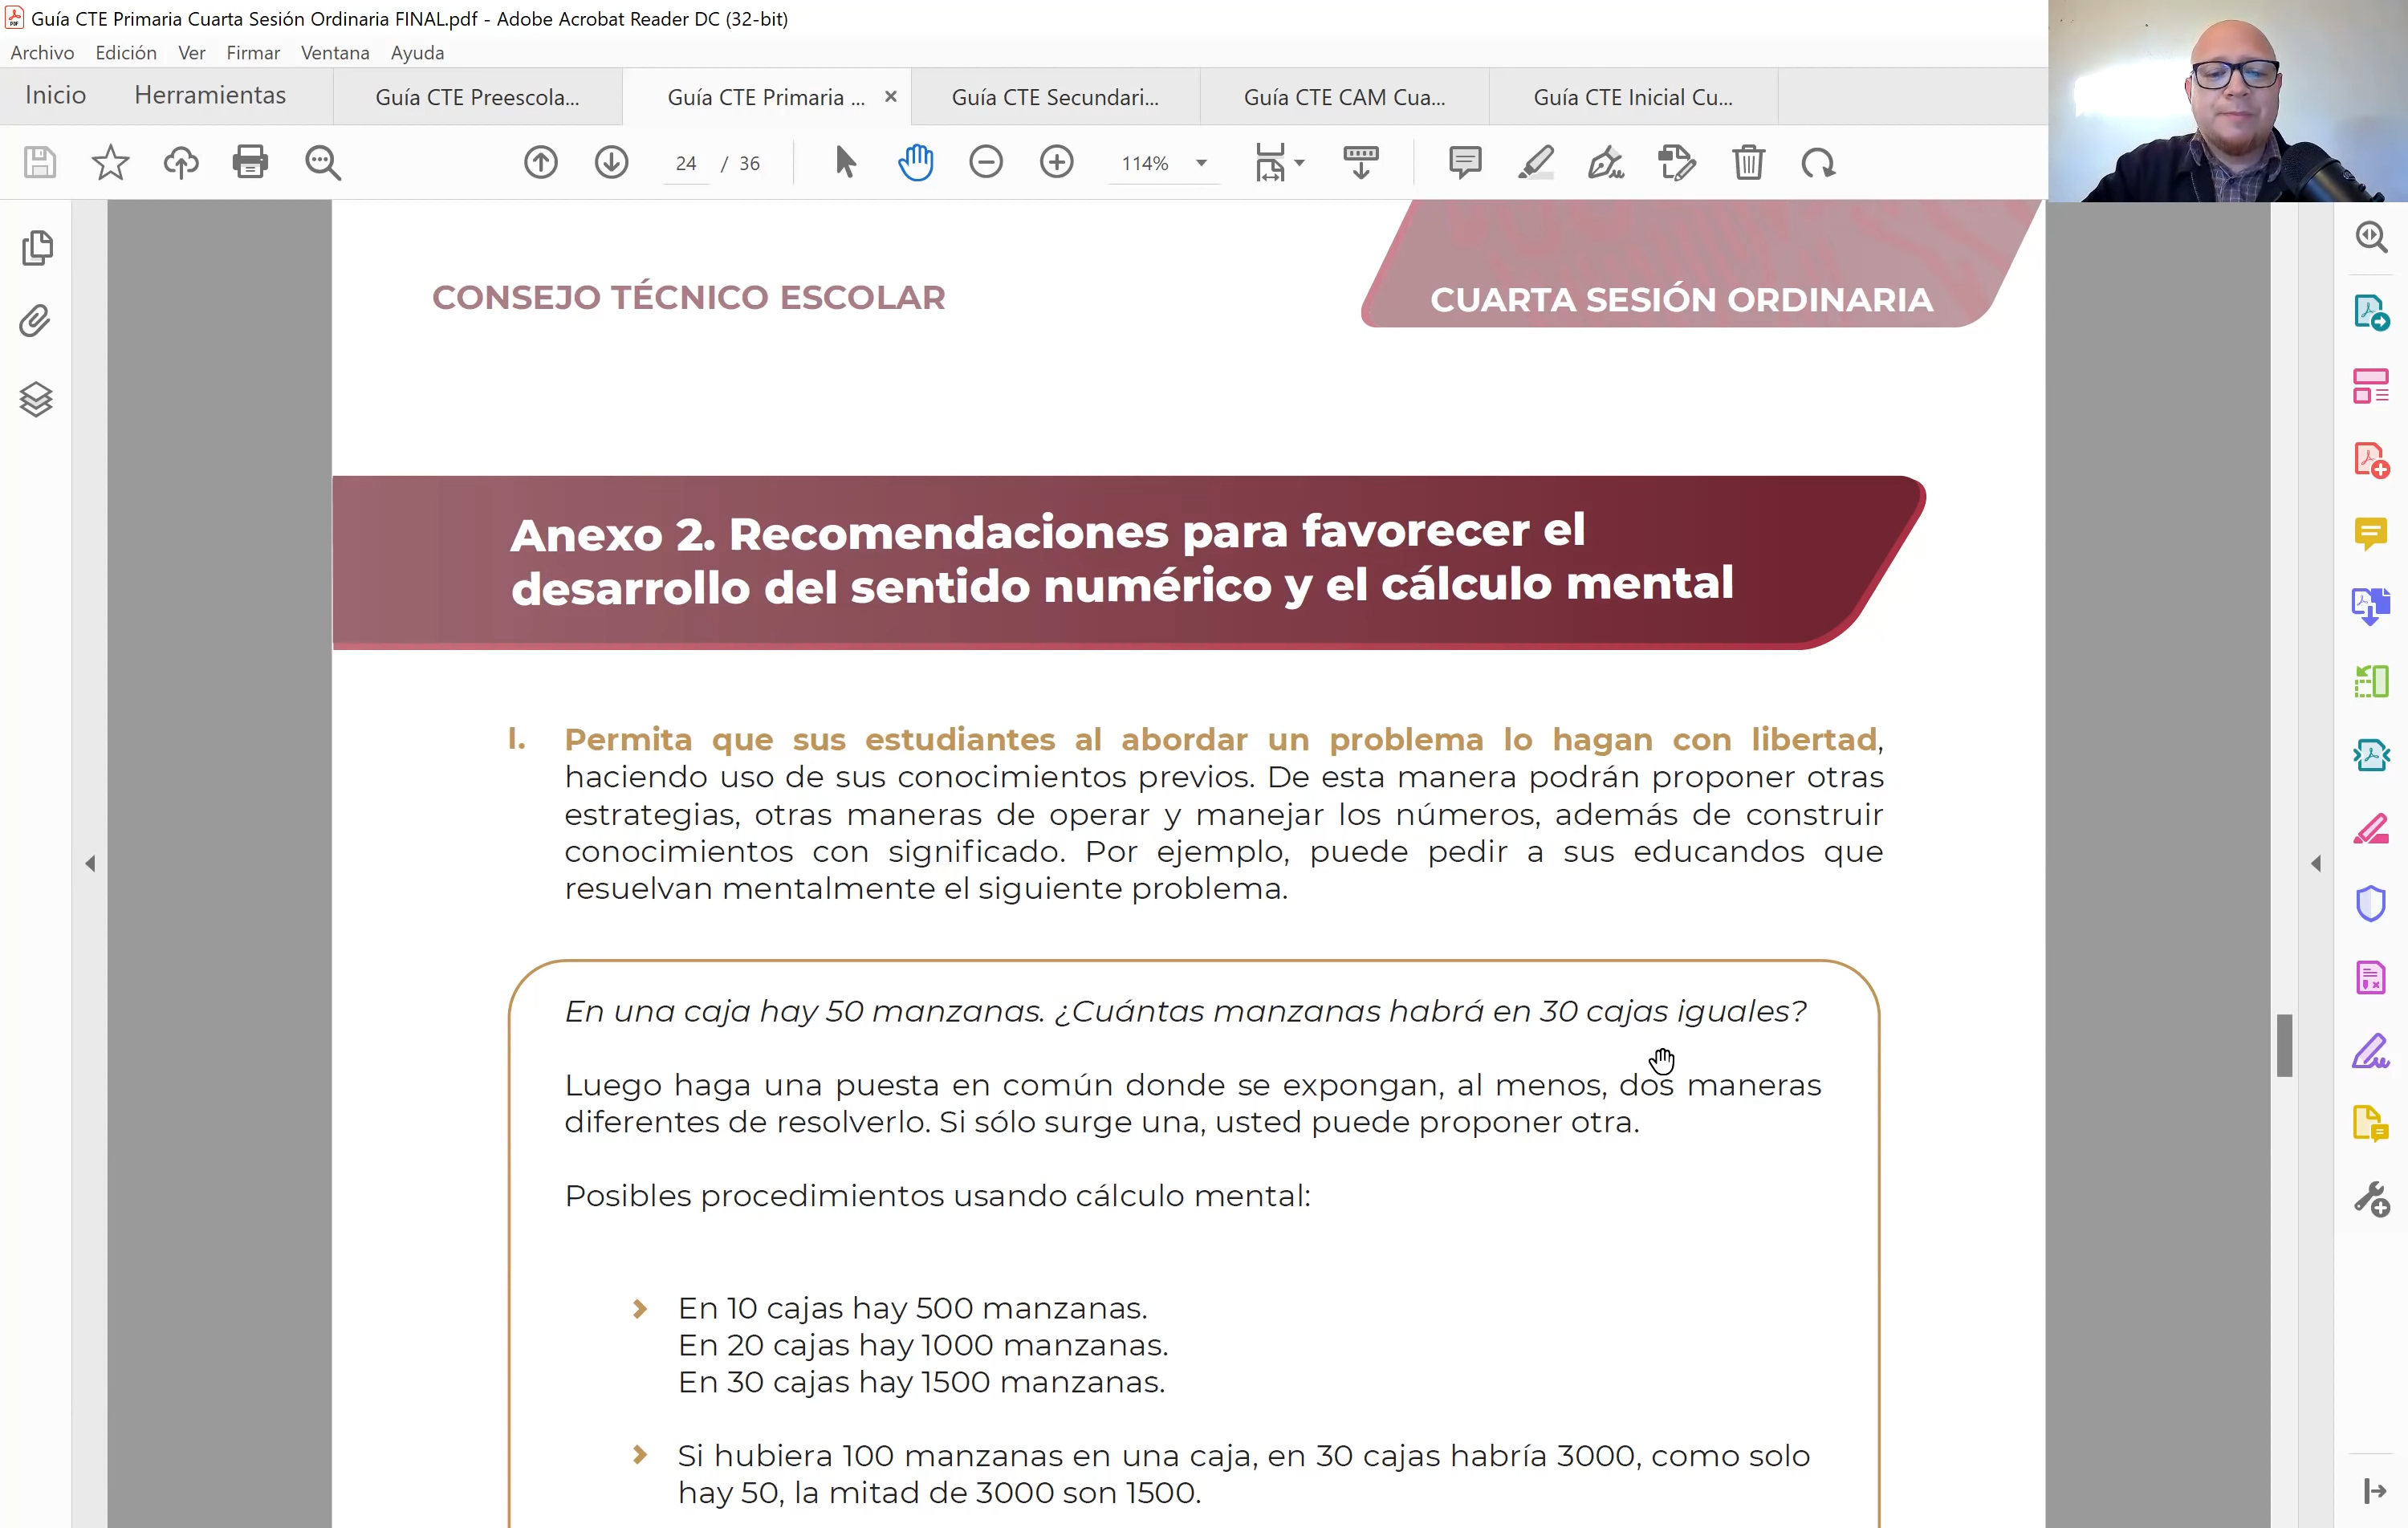 Guía CTE Primaria Cuarta Sesión Ordinaria FINAL.pdf - Adobe Acrobat Reader DC (32-bit)
Archivo Edición Ver Firmar Ventana Ayuda
Inicio Herramientas Guía CTE Preescola... Guía CTE Primaria ... Guía CTE Secundari... Guía CTE CAM Cua... Guía CTE Inicial Cu...
24 / 36 114%
CONSEJO TÉCNICO ESCOLAR
CUARTA SESIÓN ORDINARIA
Anexo 2. Recomendaciones para favorecer el
desarrollo del sentido numérico y el cálculo mental
I. Permita que sus estudiantes al abordar un problema lo hagan con libertad,
haciendo uso de sus conocimientos previos. De esta manera podrán proponer otras
estrategias, otras maneras de operar y manejar los números, además de construir
conocimientos con significado. Por ejemplo, puede pedir a sus educandos que
resuelvan mentalmente el siguiente problema.
En una caja hay 50 manzanas. ¿Cuántas manzanas habrá en 30 cajas iguales?
Luego haga una puesta en común donde se expongan, al menos, dos maneras
diferentes de resolverlo. Si sólo surge una, usted puede proponer otra.
Posibles procedimientos usando cálculo mental:
En 10 cajas hay 500 manzanas.
En 20 cajas hay 1000 manzanas.
En 30 cajas hay 1500 manzanas.
Si hubiera 100 manzanas en una caja, en 30 cajas habría 3000, como solo
hay 50, la mitad de 3000 son 1500.